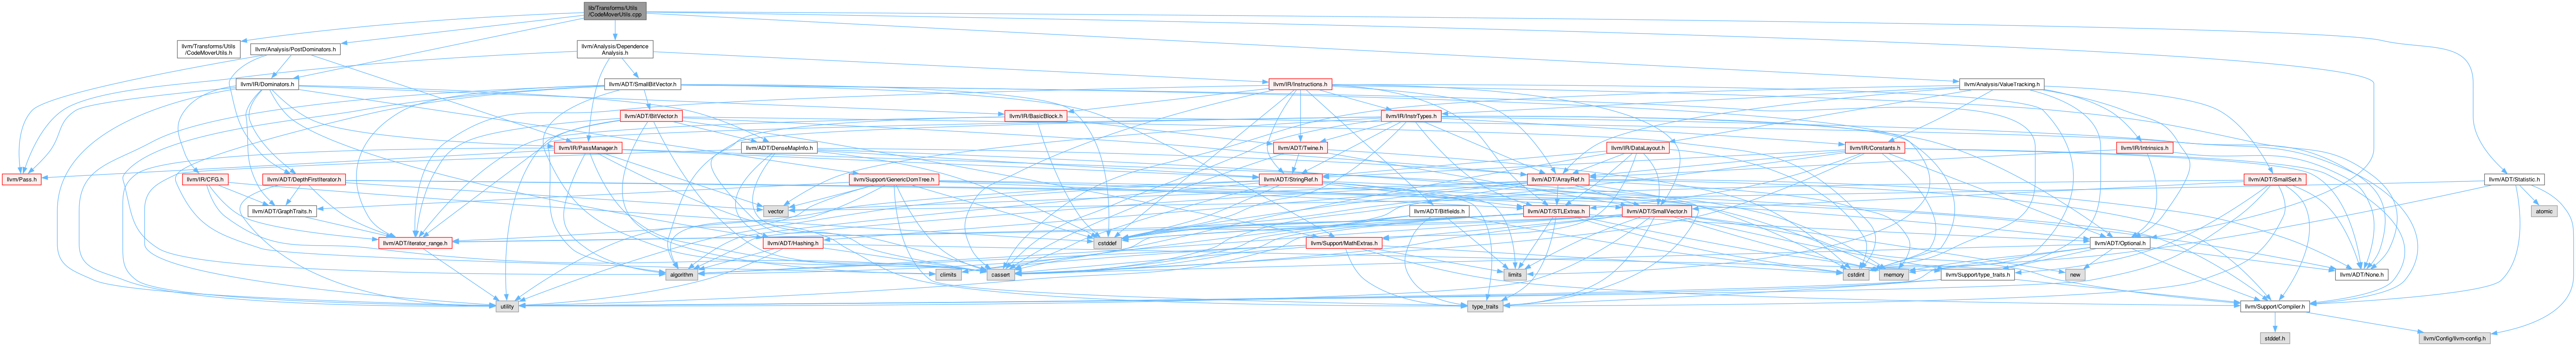 lib/Transforms/Utils
/CodeMoverUtils.cpp
llvm/Transforms/Utils
/CodeMoverUtils.h
llvm/Analysis/PostDominators.h
llvm/Analysis/Dependence
Analysis.h
llvm/IR/Dominators.h
llvm/ADT/SmallBitVector.h
llvm/IR/Instructions.h
llvm/Analysis/ValueTracking.h
llvm/ADT/BitVector.h
llvm/IR/BasicBlock.h
llvm/IR/InstrTypes.h
llvm/IR/PassManager.h
llvm/ADT/DenseMapInfo.h
llvm/ADT/Twine.h
llvm/IR/DataLayout.h
llvm/IR/Constants.h
llvm/IR/Intrinsics.h
llvm/Pass.h
llvm/IR/CFG.h
llvm/ADT/DepthFirstIterator.h
llvm/Support/GenericDomTree.h
llvm/ADT/StringRef.h
llvm/ADT/ArrayRef.h
llvm/ADT/SmallSet.h
llvm/ADT/Statistic.h
llvm/ADT/GraphTraits.h
vector
llvm/ADT/Bitfields.h
llvm/ADT/STLExtras.h
llvm/ADT/SmallVector.h
atomic
llvm/ADT/iterator_range.h
llvm/ADT/Hashing.h
cstddef
llvm/Support/MathExtras.h
llvm/ADT/Optional.h
algorithm
climits
cassert
limits
cstdint
memory
llvm/Support/type_traits.h
new
llvm/ADT/None.h
utility
type_traits
llvm/Support/Compiler.h
stddef.h
llvm/Config/llvm-config.h